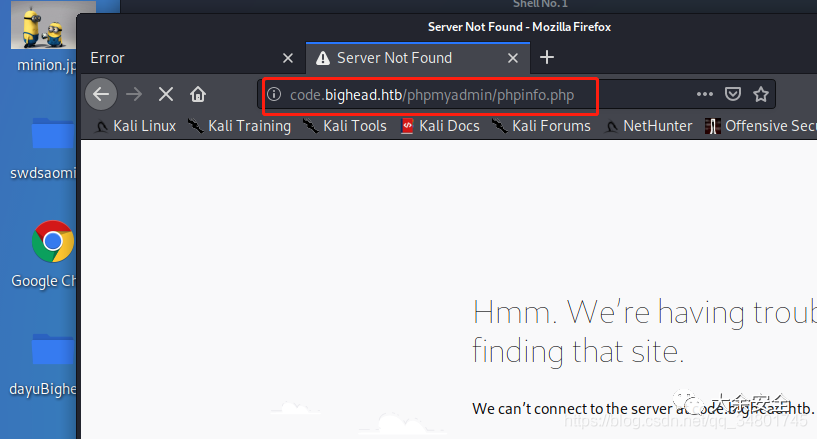 Shell No. 1
Server Not Found - Mozilla Firefox
minion.jp
Error
Server Not Found
code.bighead.htb/phpmyadmin/phpinfo.php
Kali Linux
Kali Training
Kali Tools
Kali Docs
Kali Forums
NetHunter
Offensive Sec
swdsaomi
Google Ch
Hmm. We're having troub
finding that site.
dayuBighe
We can't connect to the server at code.bighead.htb.
大余安全
https://blog.csdn.net/qq_34801745